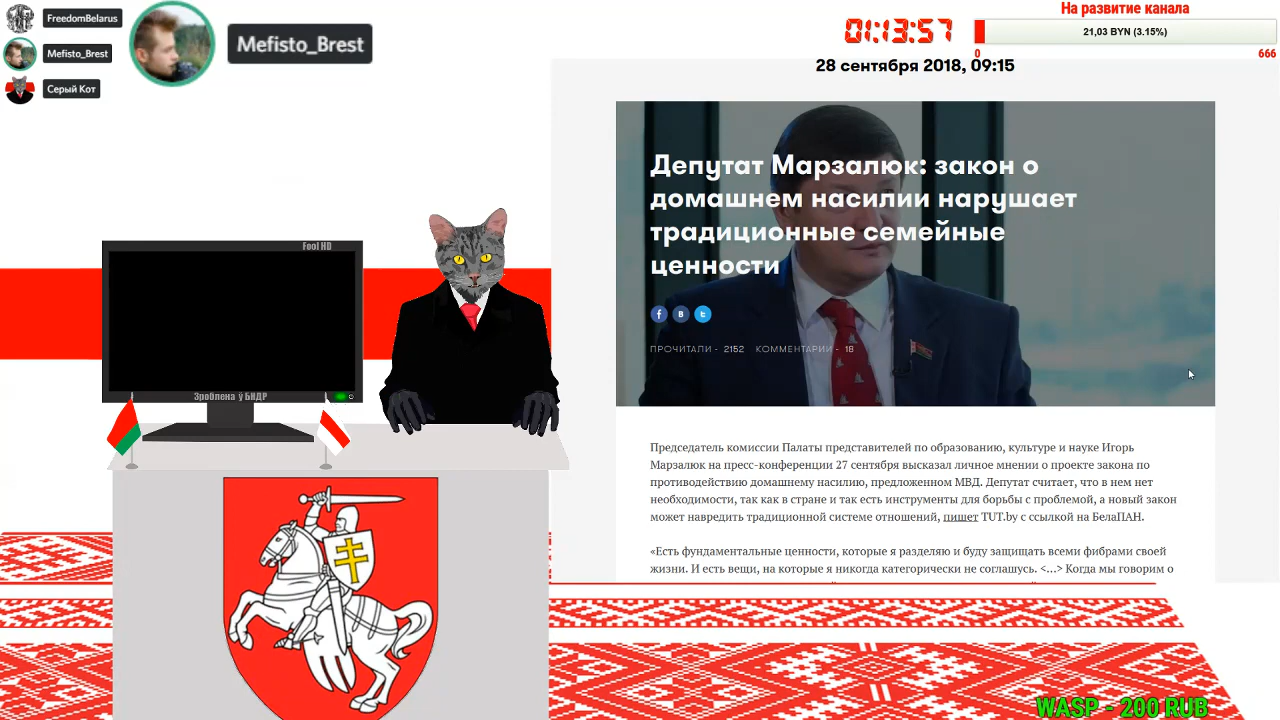 FreedomBelarus
Mefisto_Brest
Серый Кот
Mefisto_Brest
01:13:57
На развитие канала
21,03 BYN (3.15%)
0
666
28 сентября 2018, 09:15
Депутат Марзалюк: закон о
домашнем насилии нарушает
традиционные семейные
ценности
ПРОЧИТАЛИ - 2152 КОММЕНТАРИИ - 18
Председатель комиссии Палаты представителей по образованию, культуре и науке Игорь
Марзалюк на пресс-конференции 27 сентября высказал личное мнении о проекте закона по
противодействию домашнему насилию, предложенном МВД. Депутат считает, что в нем нет
необходимости, так как в стране и так есть инструменты для борьбы с проблемой, а новый закон
может навредить традиционной системе отношений, пишет TUT.by с ссылкой на БелаПАН.
«Есть фундаментальные ценности, которые я разделяю и буду защищать всеми фибрами своей
жизни. И есть вещи, на которые я никогда категорически не соглашусь. <...> Когда мы говорим о
Fool HD
Зроблена ў БНДР
WASP - 200 RUB